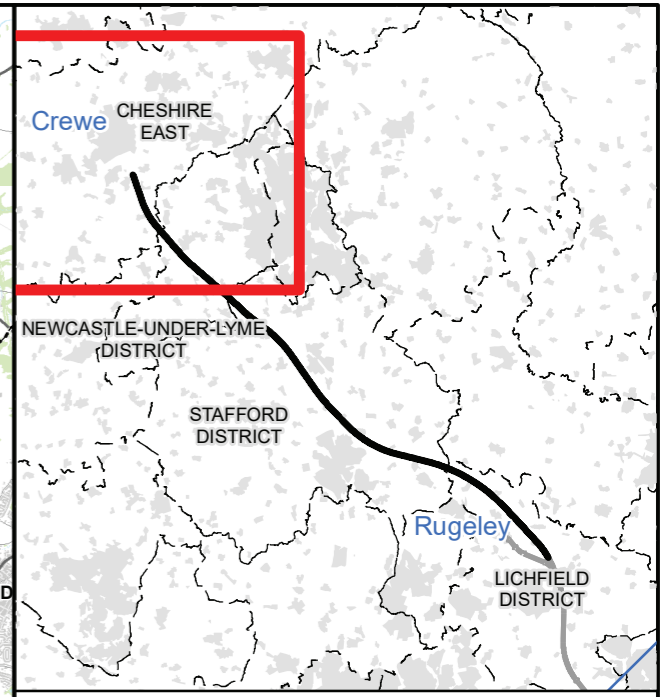 Crewe
CHESHIRE
EAST
NEWCASTLE-UNDER-LYME
DISTRICT
STAFFORD
DISTRICT
Rugeley
LICHFIELD
DISTRICT
D